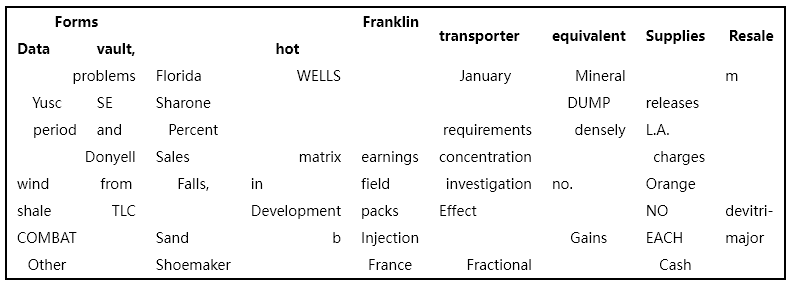 Forms Franklin
transporter equivalent Supplies Resale
Data vault, hot
problems Florida WELLS January Mineral m
Yusc SE Sharone DUMP releases
period and Percent requirements densely L.A.
Donyell Sales matrix earnings concentration charges
wind from Falls, in field investigation no. Orange
shale TLC Development packs Effect NO devitri-
COMBAT Sand b Injection Gains EACH major
Other Shoemaker France Fractional Cash